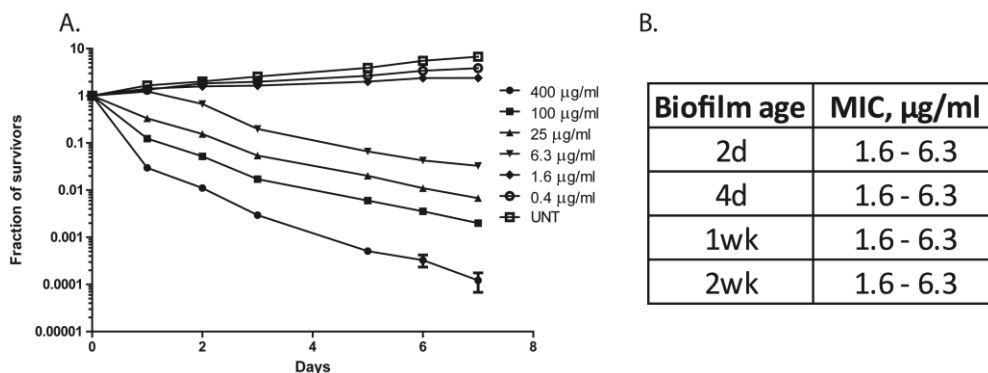 A.
Fraction of survivors
10
1
0.1
0.01
0.001
0.0001
0.00001
0 2 4 6 8
Days
400 µg/ml
100 µg/ml
25 µg/ml
6.3 µg/ml
1.6 µg/ml
0.4 µg/ml
UNT
B.
Biofilm age MIC, µg/ml
2d 1.6 - 6.3
4d 1.6 - 6.3
1wk 1.6 - 6.3
2wk 1.6 - 6.3